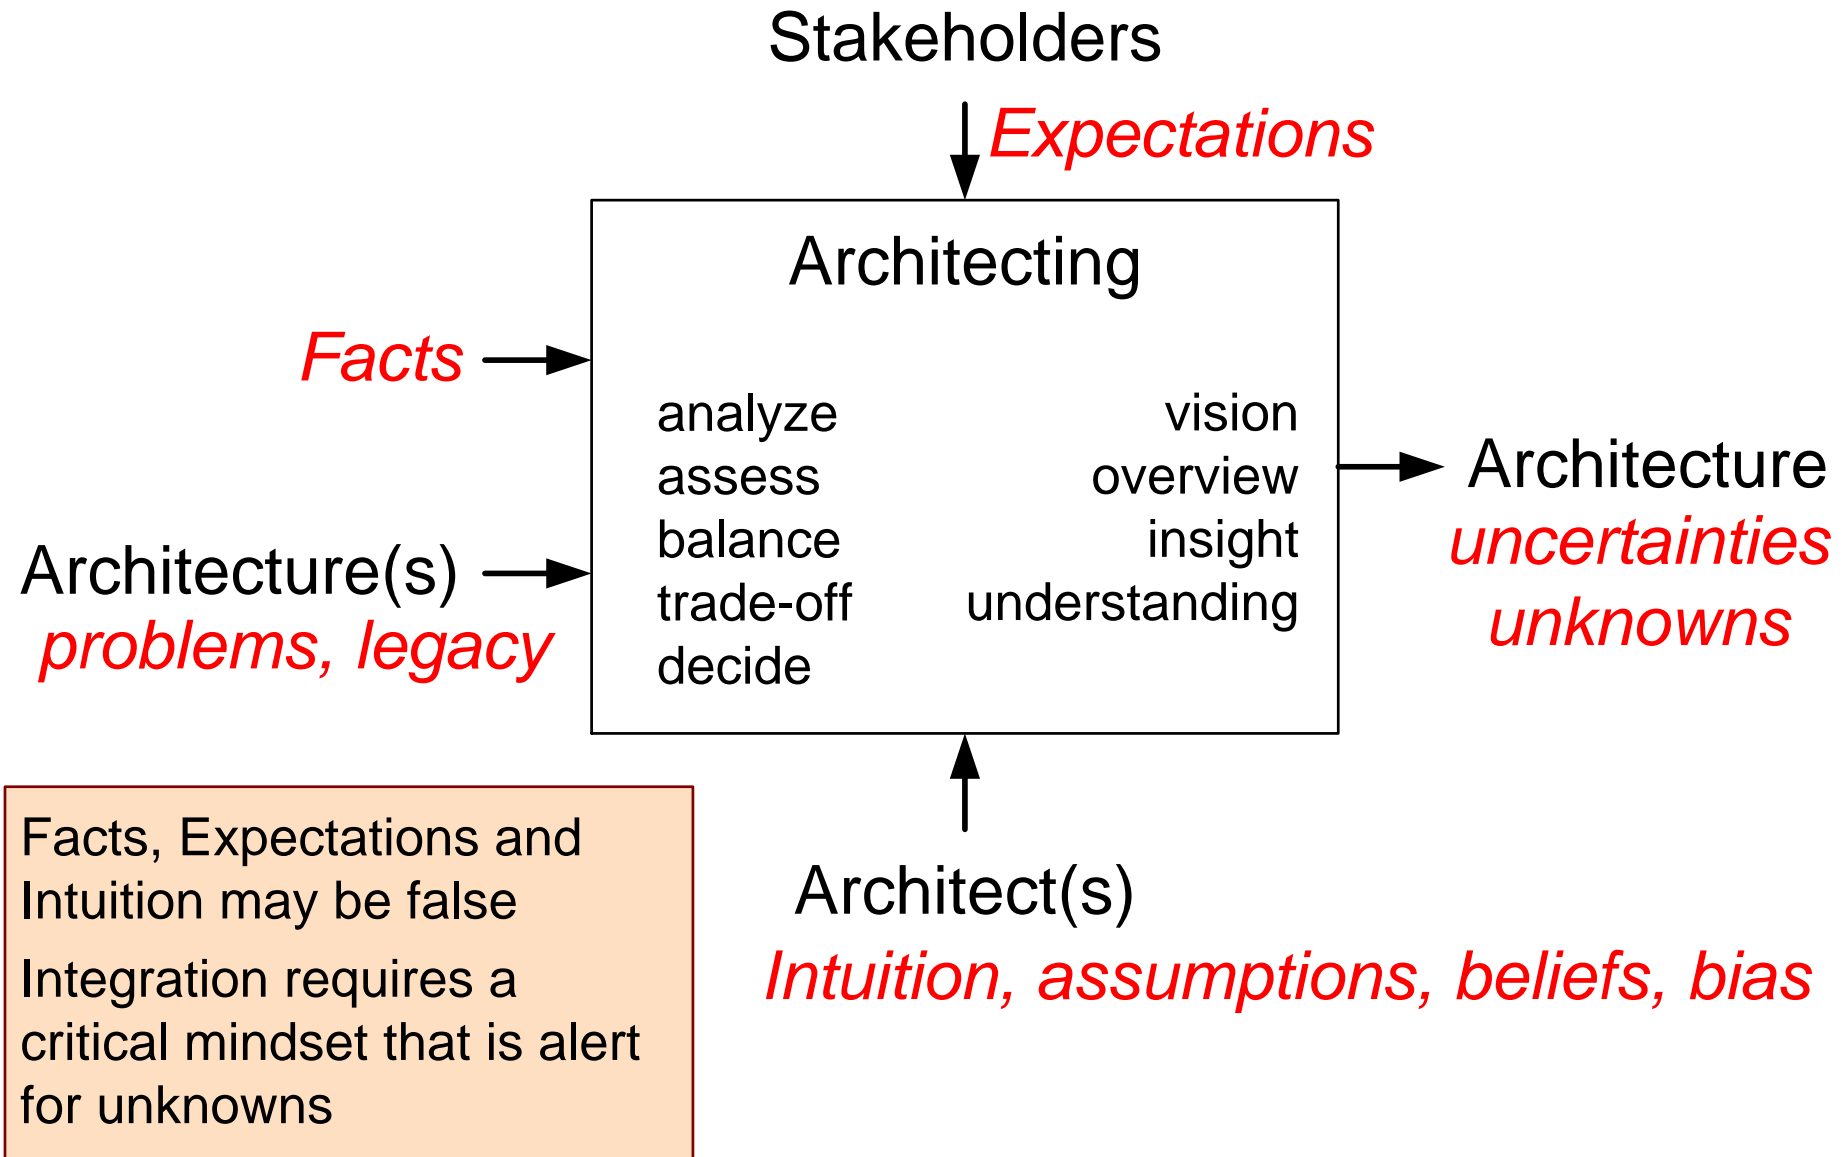 Stakeholders
Expectations
Architecting
Facts
analyze
assess
balance
trade-off
decide
vision
overview
insight
understanding
Architecture(s)
problems, legacy
Architecture
uncertainties
unknowns
Architect(s)
Intuition, assumptions, beliefs, bias
Facts, Expectations and
Intuition may be false
Integration requires a
critical mindset that is alert
for unknowns